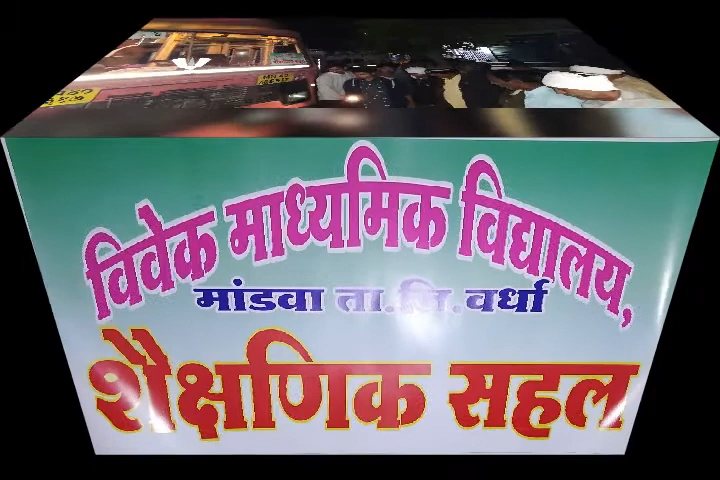 विवेक माध्यमिक विद्यालय,
मांडवा ता.जि.वर्धा
शैक्षणिक सहल